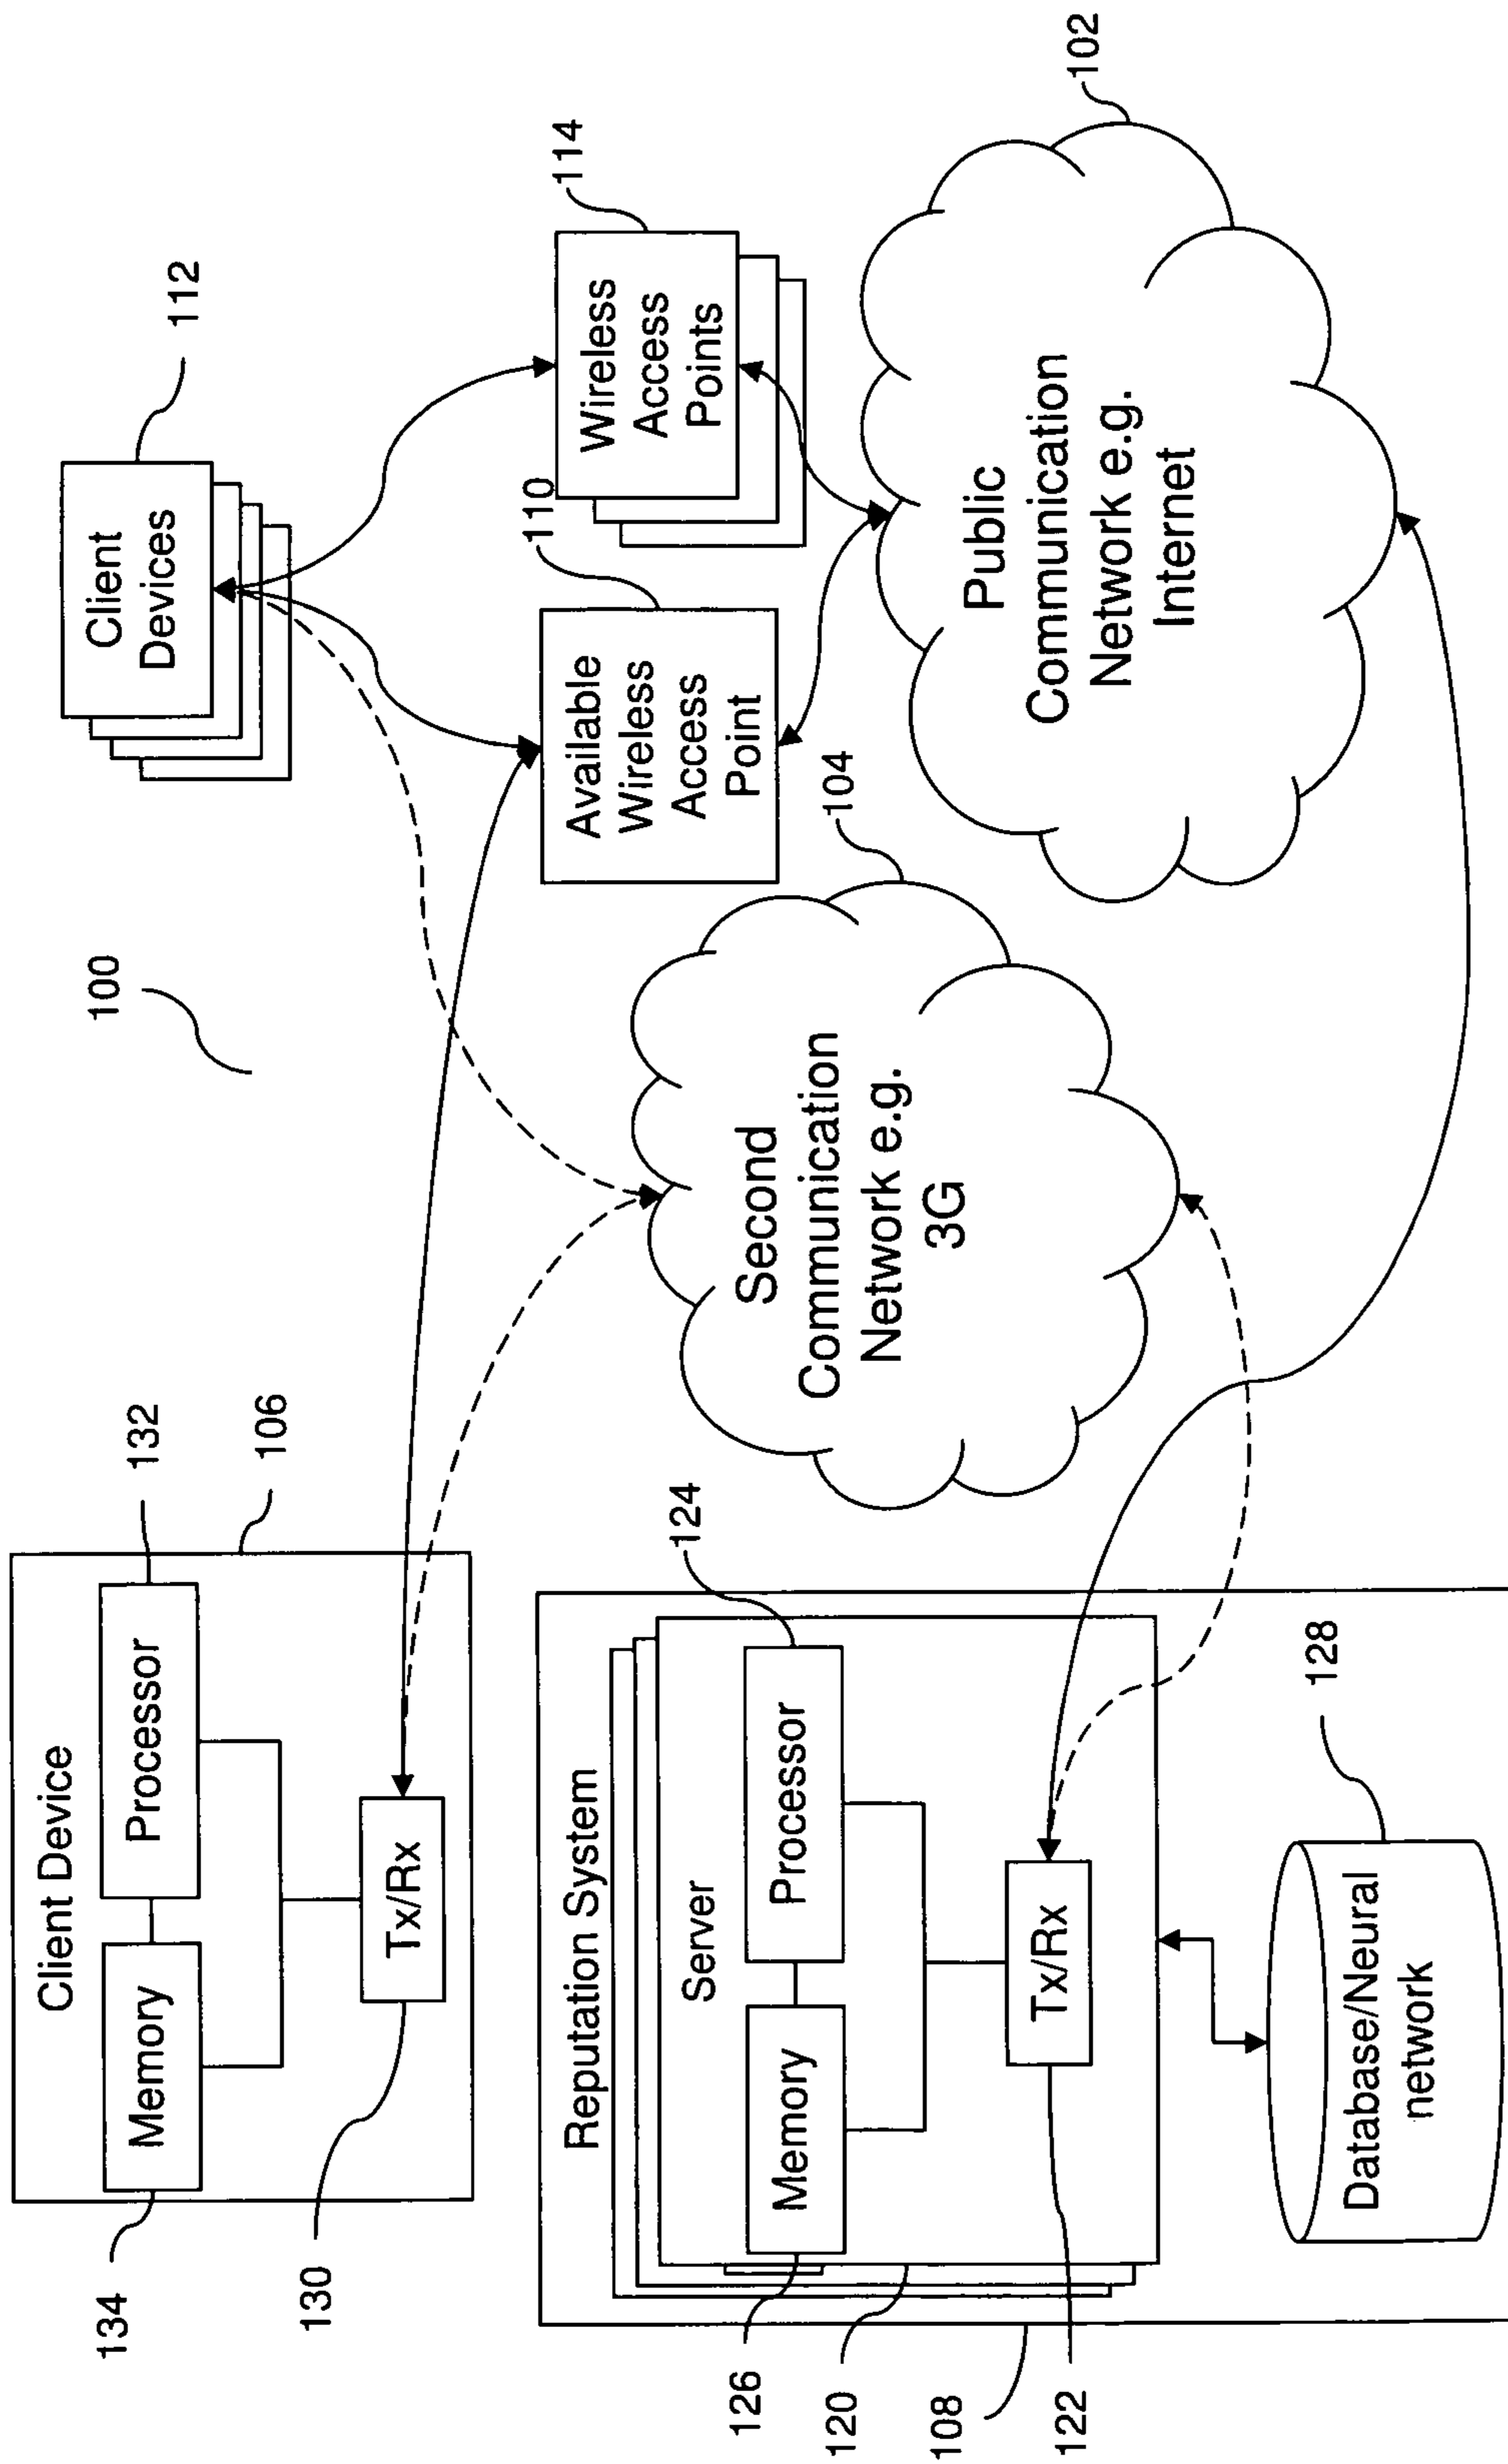 100
Client Device
Memory
Processor
Tx/Rx
134
130
132
106
Client
Devices
112
Available
Wireless
Access
Point
110
Wireless
Access
Points
114
Second
Communication
Network e.g.
3G
104
Public
Communication
Network e.g.
Internet
102
Reputation System
Server
Memory
Processor
Tx/Rx
124
126
120
108
122
Database/Neural
network
128